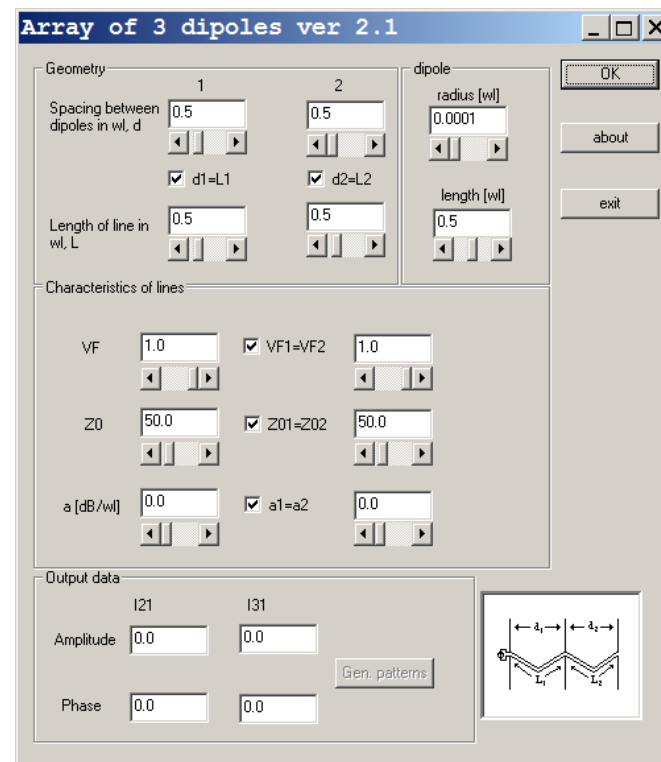 Array of 3 dipoles ver 2.1
Geometry
1
2
Spacing between
dipoles in wl, d
0.5
0.5
d1=L1
d2=L2
Length of line in
wl, L
0.5
0.5
dipole
radius [wl]
0.0001
length [wl]
0.5
OK
about
exit
Characteristics of lines
VF
1.0
VF1=VF2
1.0
Z0
50.0
Z01=Z02
50.0
a [dB/wl]
0.0
a1=a2
0.0
Output data
I21
I31
Amplitude
0.0
0.0
Gen. patterns
Phase
0.0
0.0
d₁
d₂
L₁
L₂